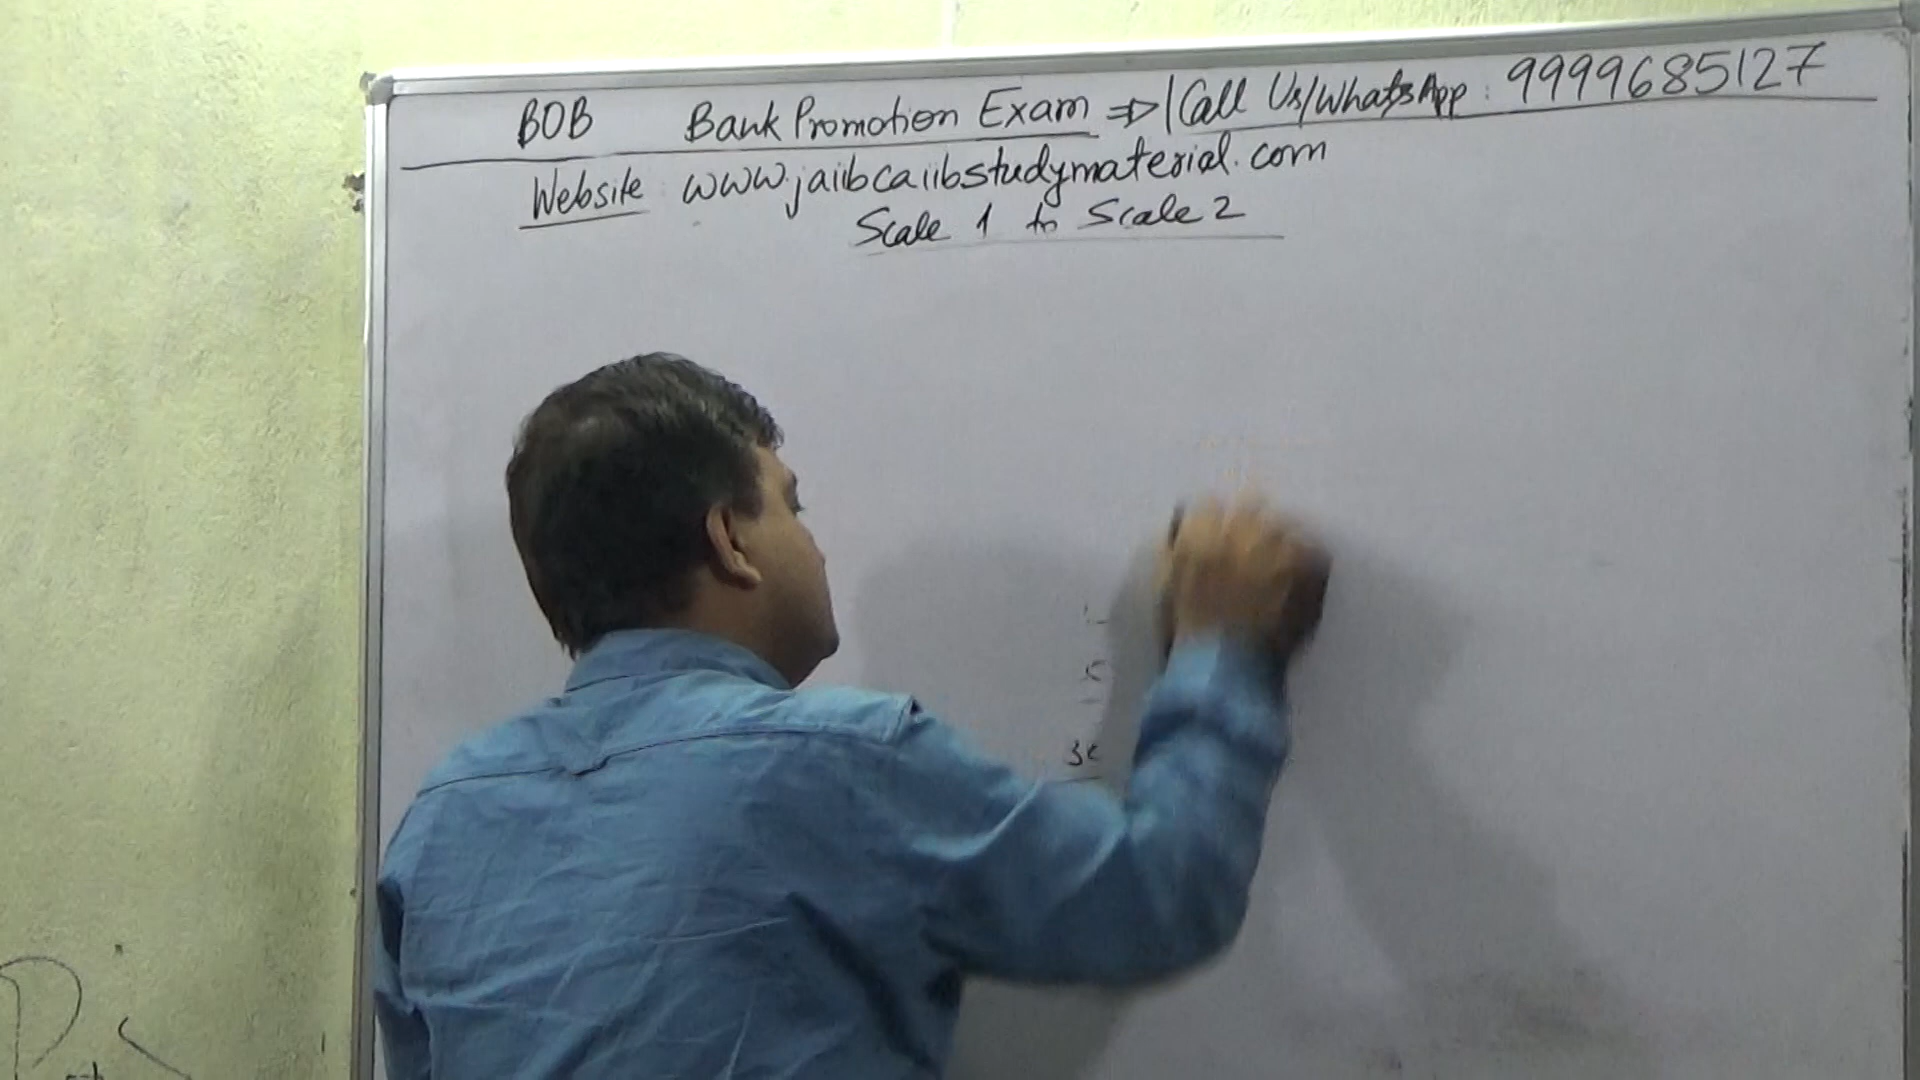 BOB Bank Promotion Exam ⇒ | Call Us/WhatsApp : 9999685127
Website www.jaiibcaiibstudymaterial.com
Scale 1 to Scale 2